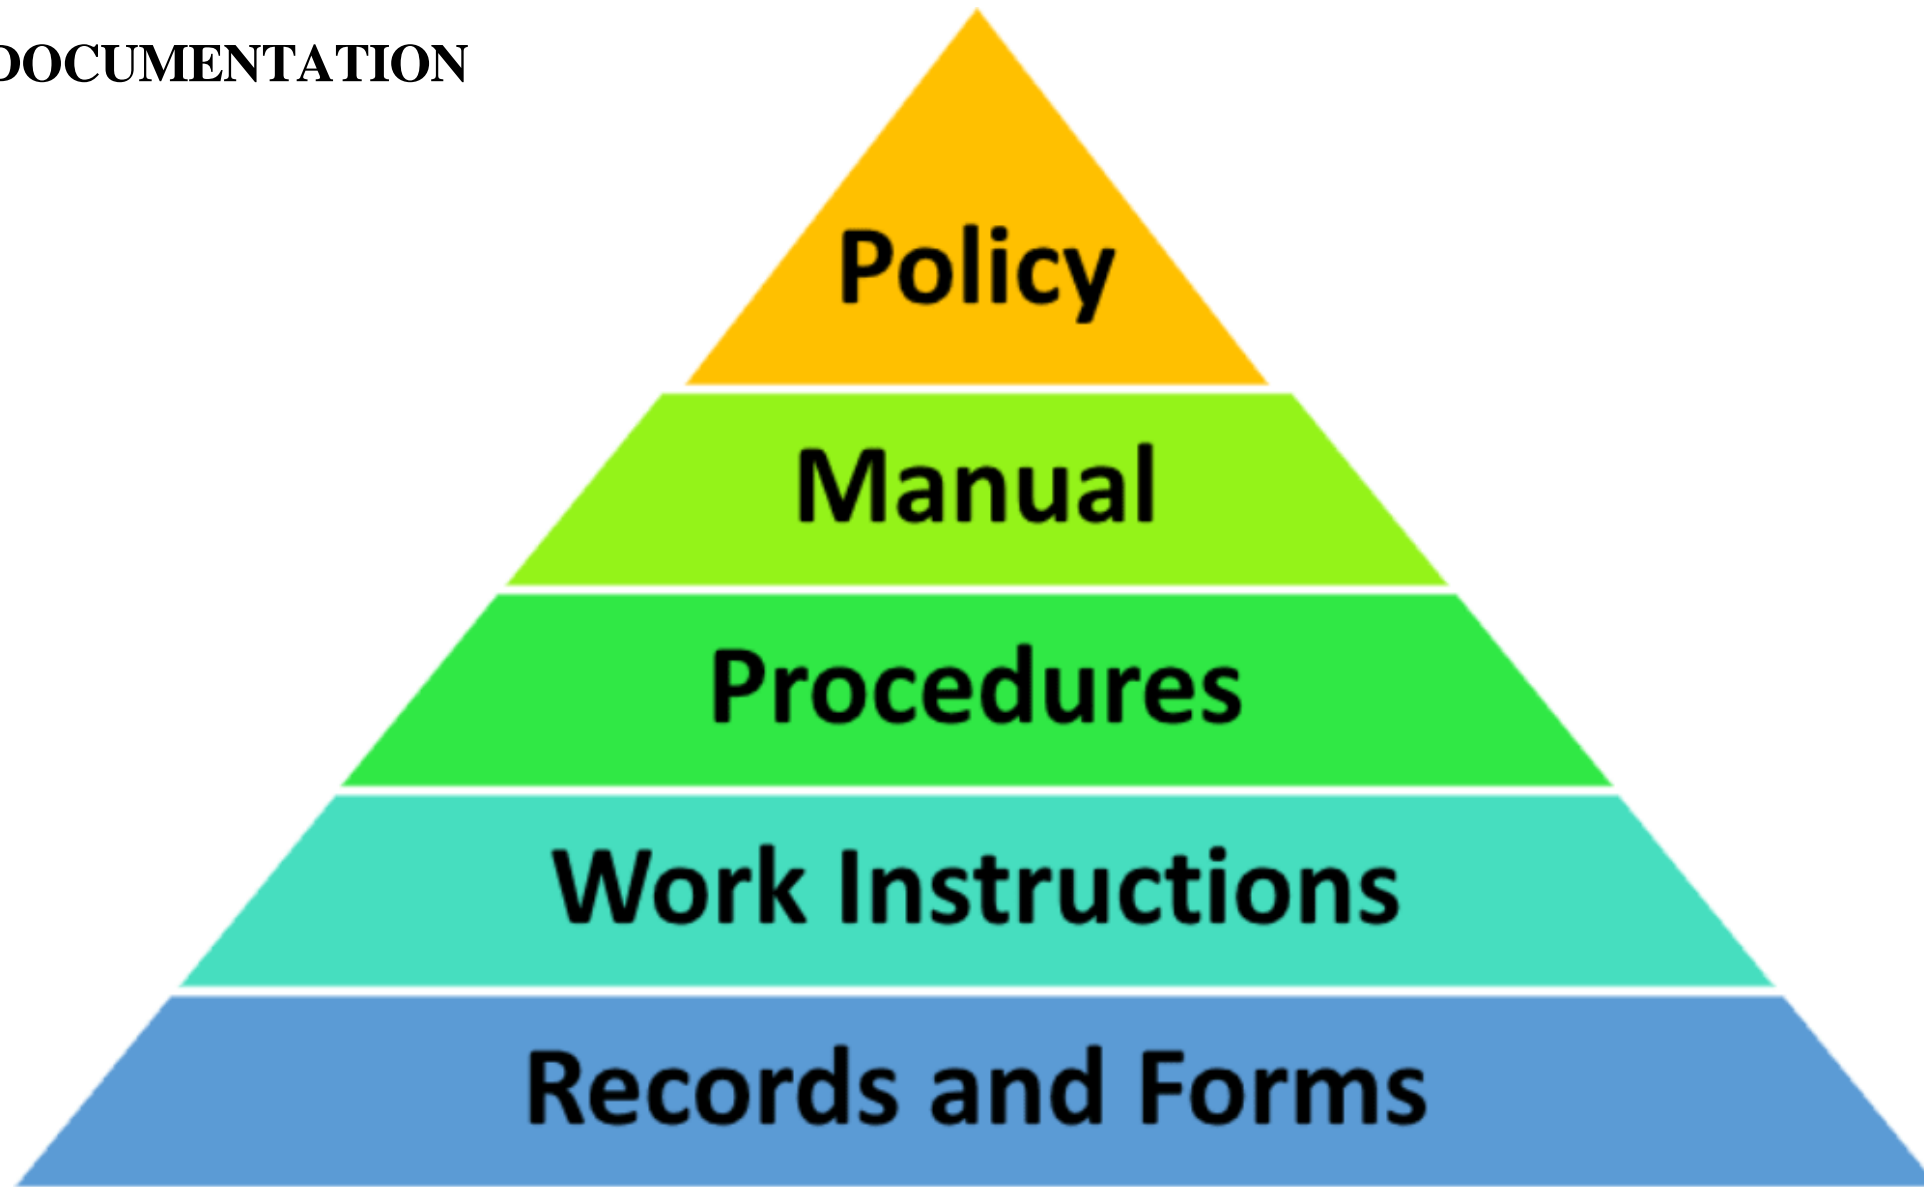 DOCUMENTATION
Policy
Manual
Procedures
Work Instructions
Records and Forms